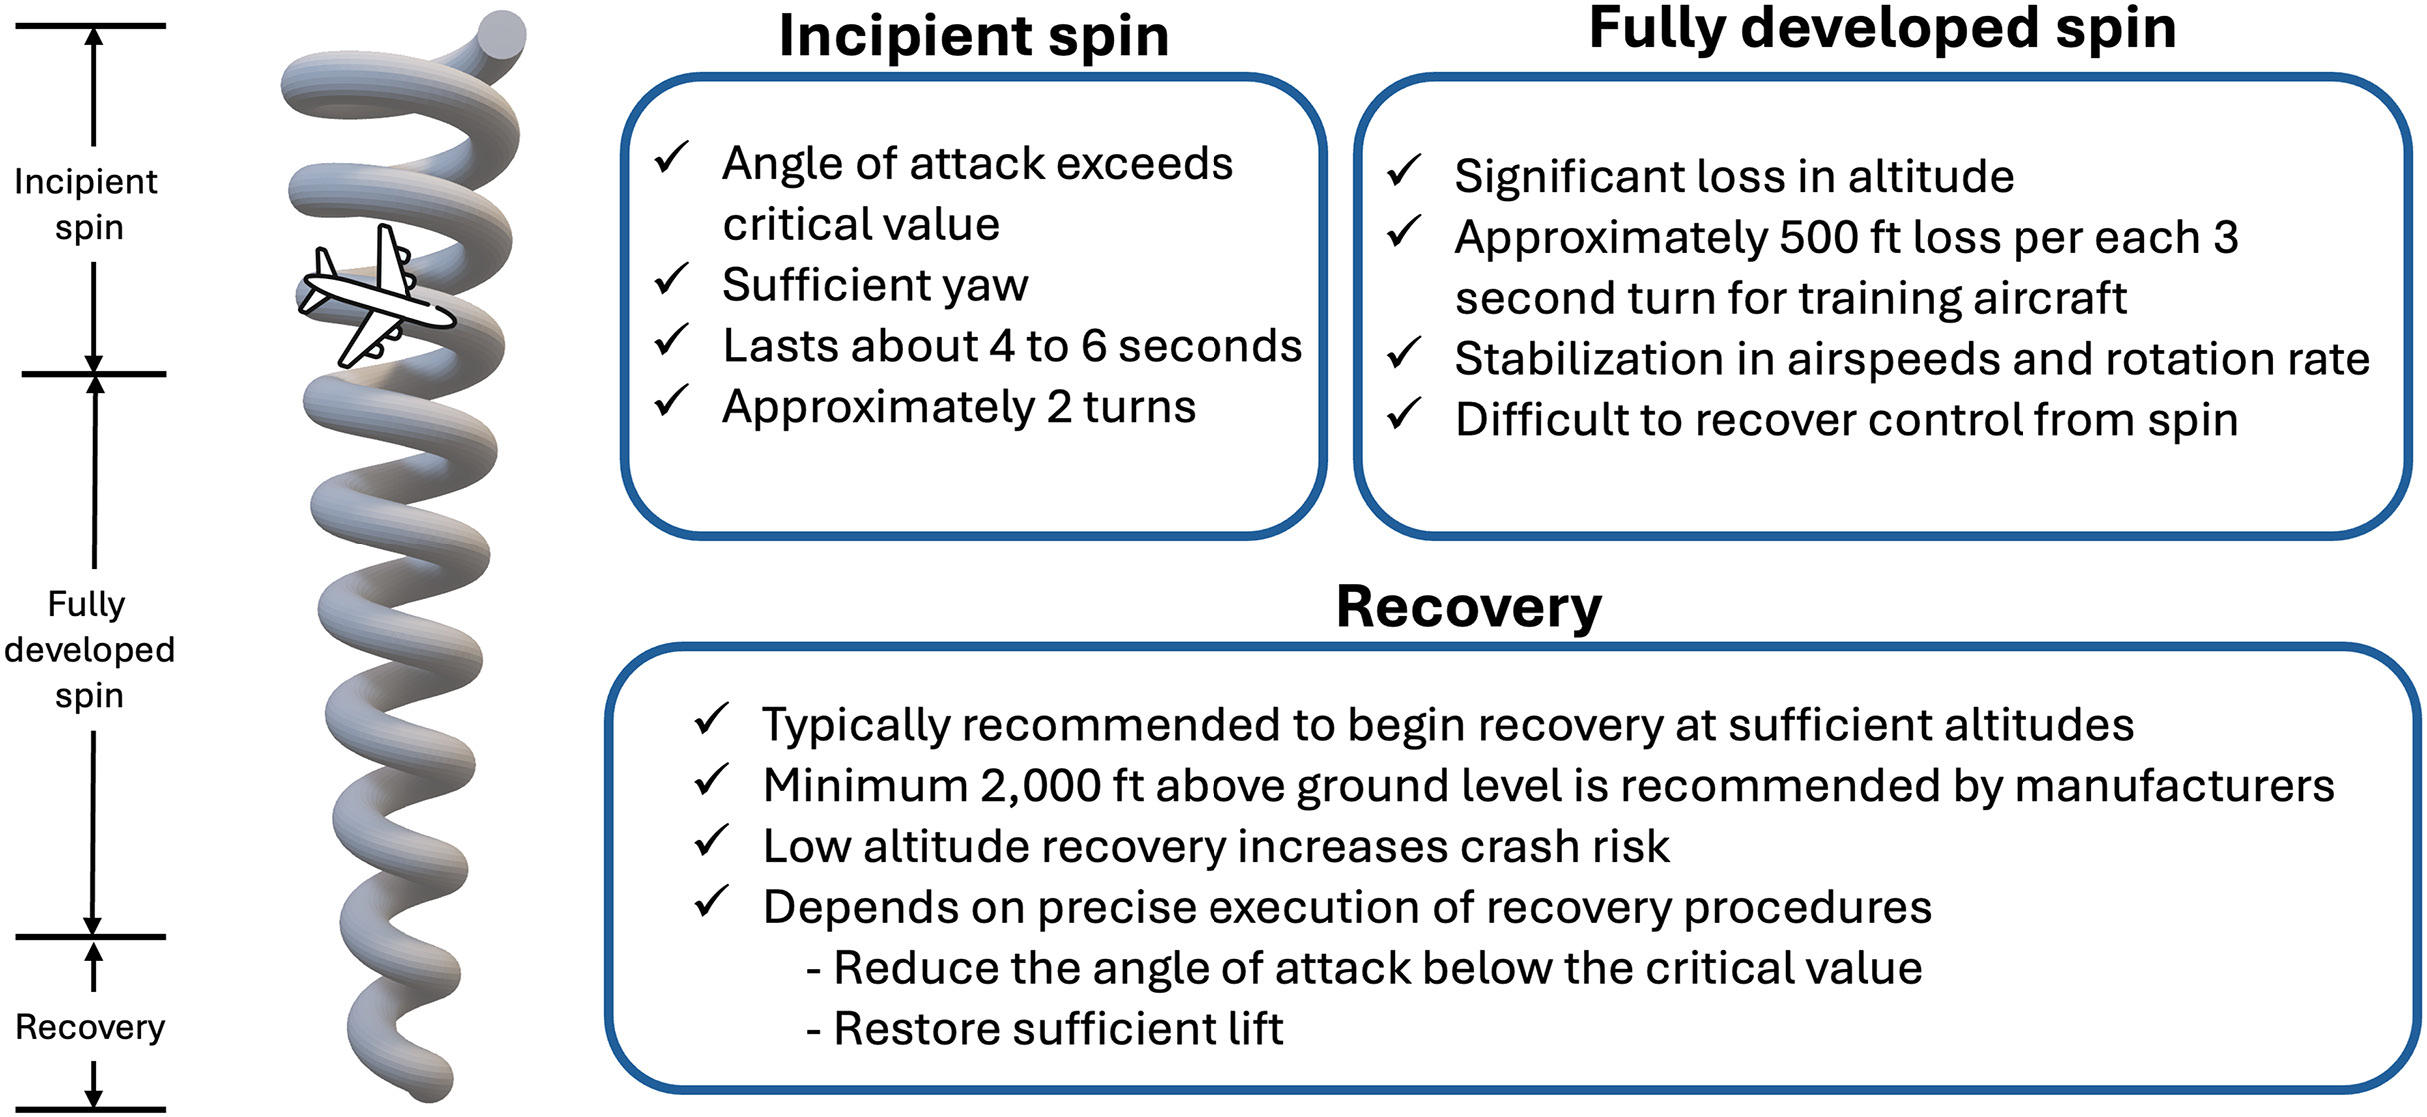 Incipient
spin
Fully
developed
spin
Recovery
Incipient spin
✓ Angle of attack exceeds
critical value
✓ Sufficient yaw
✓ Lasts about 4 to 6 seconds
✓ Approximately 2 turns
Fully developed spin
✓ Significant loss in altitude
✓ Approximately 500 ft loss per each 3
second turn for training aircraft
✓ Stabilization in airspeeds and rotation rate
✓ Difficult to recover control from spin
Recovery
✓ Typically recommended to begin recovery at sufficient altitudes
✓ Minimum 2,000 ft above ground level is recommended by manufacturers
✓ Low altitude recovery increases crash risk
✓ Depends on precise execution of recovery procedures
- Reduce the angle of attack below the critical value
- Restore sufficient lift